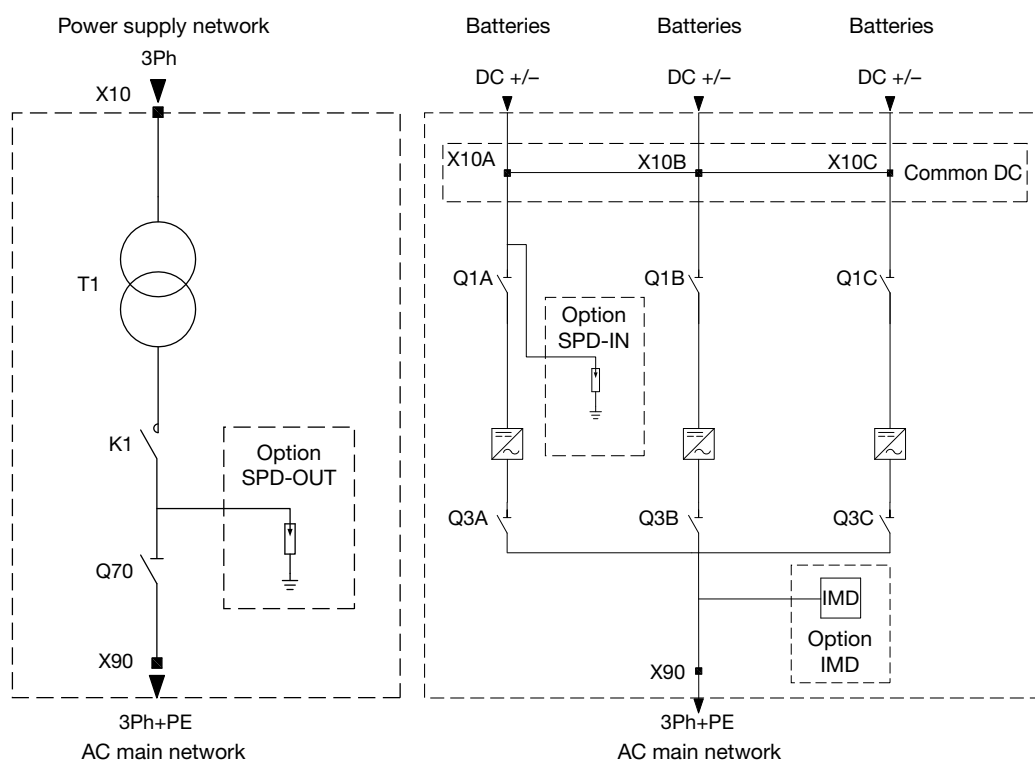 Power supply network
3Ph
X10
T1
K1
Option
SPD-OUT
Q70
X90
3Ph+PE
AC main network
Batteries
Batteries
Batteries
DC +/–
DC +/–
DC +/–
X10A
X10B
X10C
Common DC
Q1A
Q1B
Q1C
Option
SPD-IN
Q3A
Q3B
Q3C
IMD
Option
IMD
X90
3Ph+PE
AC main network